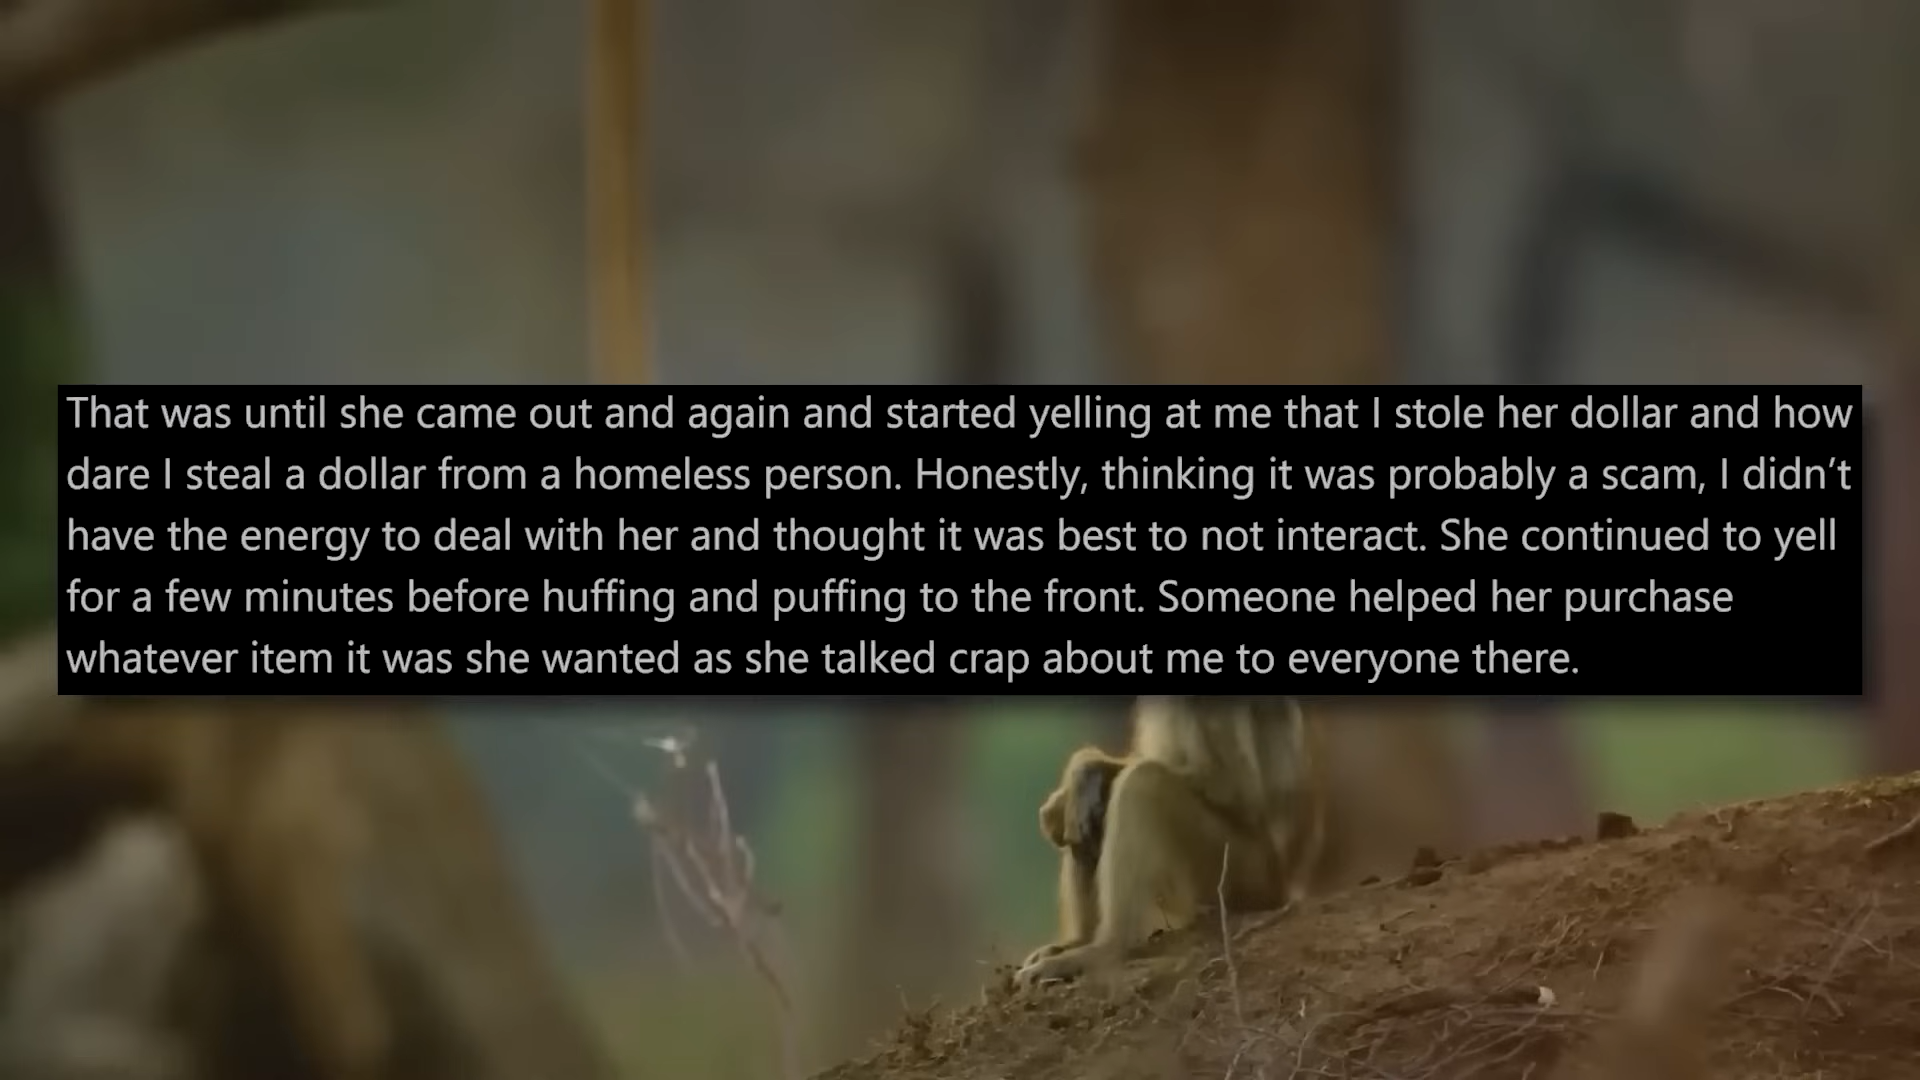 That was until she came out and again and started yelling at me that I stole her dollar and how
dare I steal a dollar from a homeless person. Honestly, thinking it was probably a scam, I didn’t
have the energy to deal with her and thought it was best to not interact. She continued to yell
for a few minutes before huffing and puffing to the front. Someone helped her purchase
whatever item it was she wanted as she talked crap about me to everyone there.